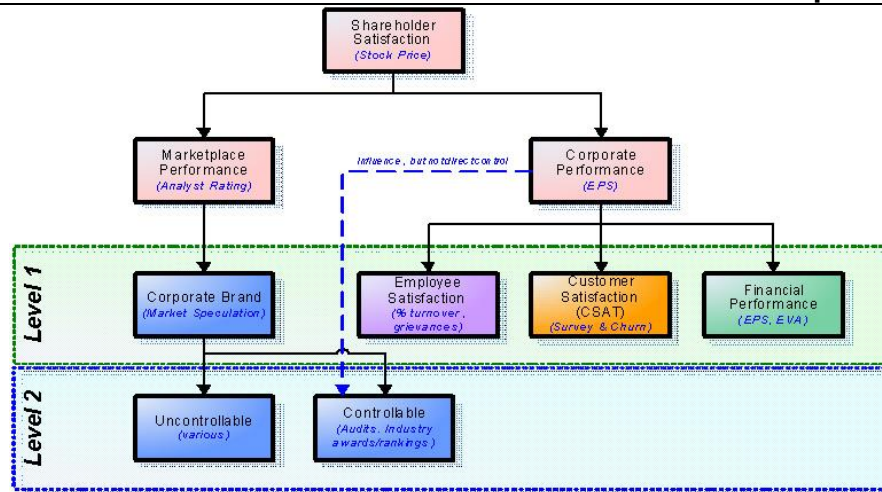 Shareholder
Satisfaction
(Stock Price)
Marketplace
Performance
(Analyst Rating)
Influence, but not direct control
Corporate
Performance
(EPS)
Level 1
Corporate Brand
(Market Speculation)
Employee
Satisfaction
(% turnover,
grievances)
Customer
Satisfaction
(CSAT)
(Survey & Churn)
Financial
Performance
(EPS, EVA)
Level 2
Uncontrollable
(various)
Controllable
(Audits. Industry
awards/rankings)